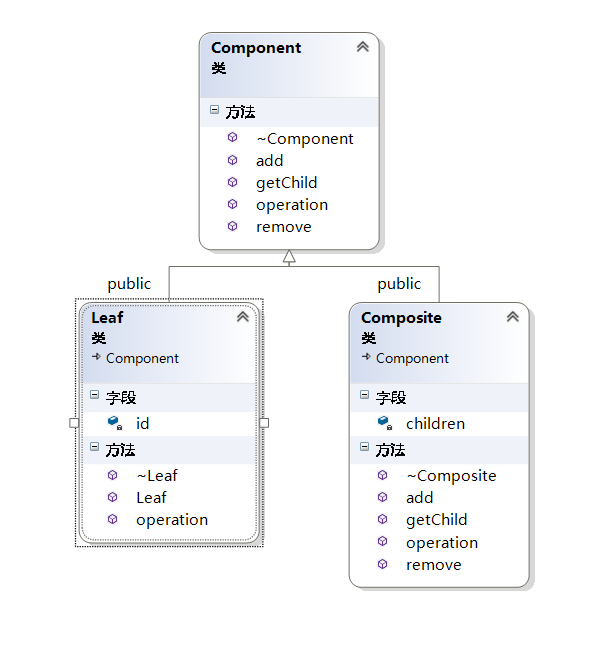 Component
类
方法
~Component
add
getChild
operation
remove
public
public
Leaf
类
Component
字段
id
方法
~Leaf
Leaf
operation
Composite
类
Component
字段
children
方法
~Composite
add
getChild
operation
remove